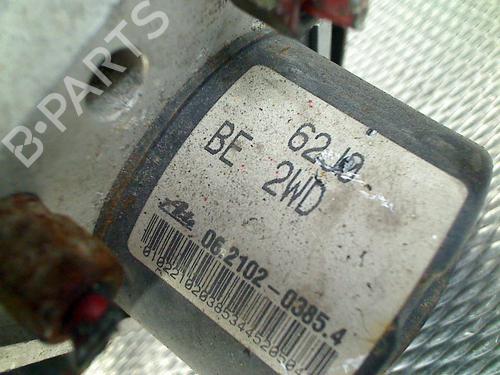 B-PARTS
62J0
BE 2WD
Ate
06.2102-0385.4